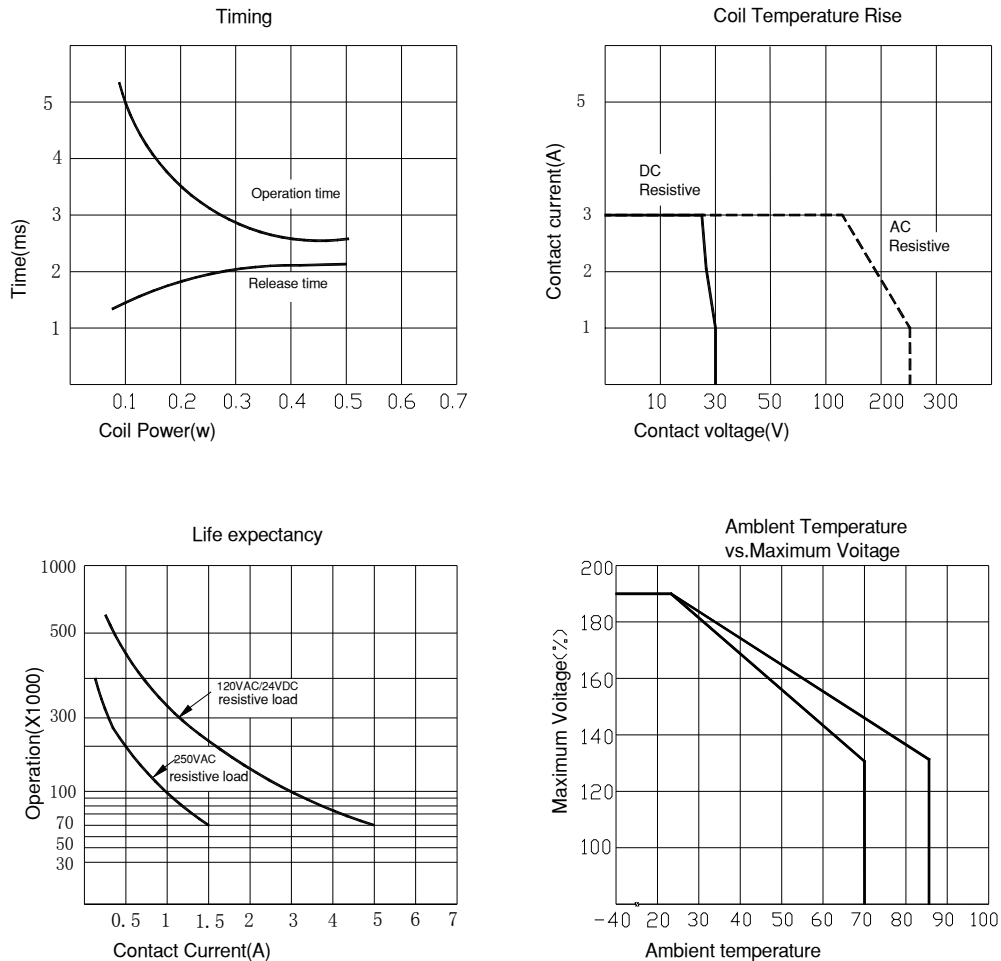 Timing
Time(ms)
5
4
3
2
1
Operation time
Release time
0.1 0.2 0.3 0.4 0.5 0.6 0.7
Coil Power(w)
Coil Temperature Rise
Contact current(A)
5
3
2
1
DC
Resistive
AC
Resistive
10 30 50 100 200 300
Contact voltage(V)
Life expectancy
Operation(X1000)
1000
500
300
100
70
50
30
120VAC/24VDC
resistive load
250VAC
resistive load
0.5 1 1.5 2 3 4 5 6 7
Contact Current(A)
Amblent Temperature
vs.Maximum Voitage
Maximum Voitage(%)
200
180
160
140
120
100
-40 20 30 40 50 60 70 80 90 100
Ambient temperature